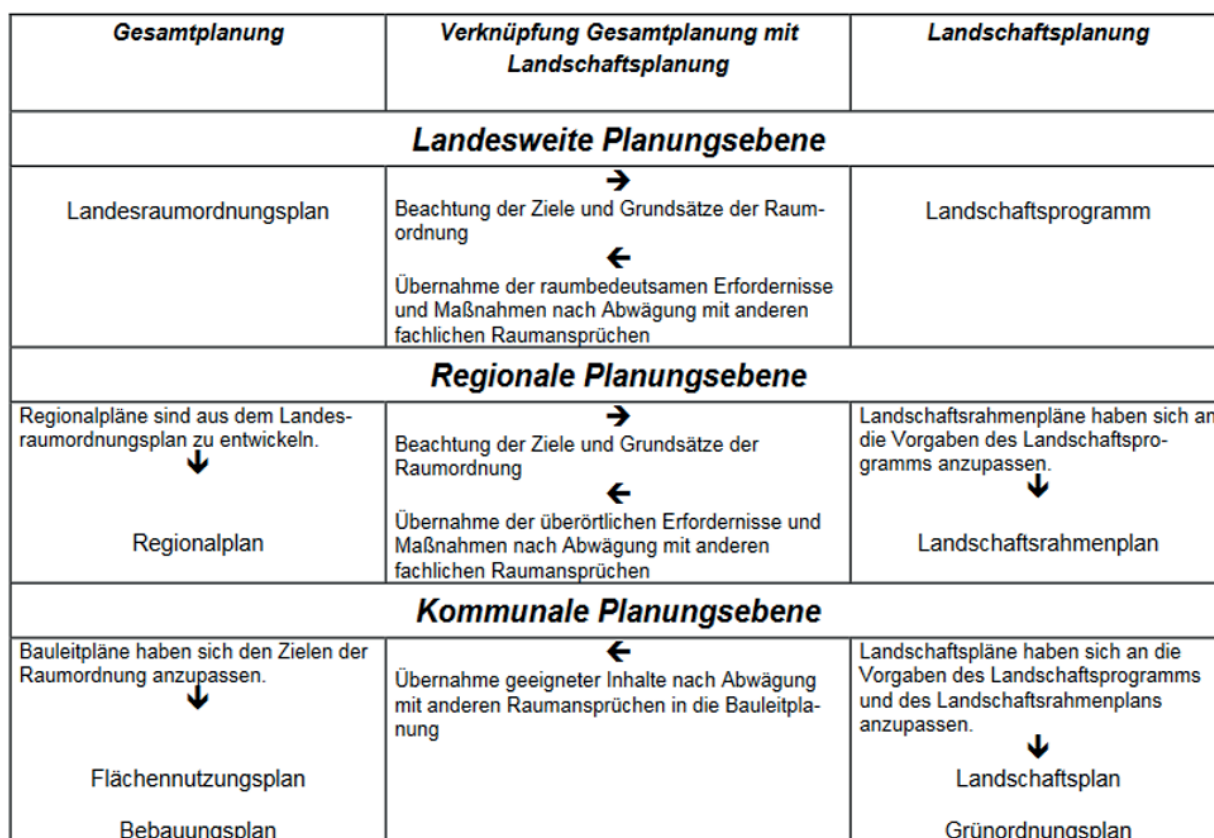 Gesamtplanung
Verknüpfung Gesamtplanung mit
Landschaftsplanung
Landschaftsplanung
Landesweite Planungsebene
Landesraumordnungsplan
➔
Beachtung der Ziele und Grundsätze der Raum-
ordnung
🡰
Übernahme der raumbedeutsamen Erfordernisse
und Maßnahmen nach Abwägung mit anderen
fachlichen Raumansprüchen
Landschaftsprogramm
Regionale Planungsebene
Regionalpläne sind aus dem Landes-
raumordnungsplan zu entwickeln.
🡻
Regionalplan
➔
Beachtung der Ziele und Grundsätze der
Raumordnung
🡰
Übernahme der überörtlichen Erfordernisse und
Maßnahmen nach Abwägung mit anderen
fachlichen Raumansprüchen
Landschaftsrahmenpläne haben sich an
die Vorgaben des Landschaftspro-
gramms anzupassen.
🡻
Landschaftsrahmenplan
Kommunale Planungsebene
Bauleitpläne haben sich den Zielen der
Raumordnung anzupassen.
🡻
Flächennutzungsplan
Bebauungsplan
🡰
Übernahme geeigneter Inhalte nach Abwägung
mit anderen Raumansprüchen in die Bauleitpla-
nung
Landschaftspläne haben sich an die
Vorgaben des Landschaftsprogramms
und des Landschaftsrahmenplans
anzupassen.
🡻
Landschaftsplan
Grünordnungsplan